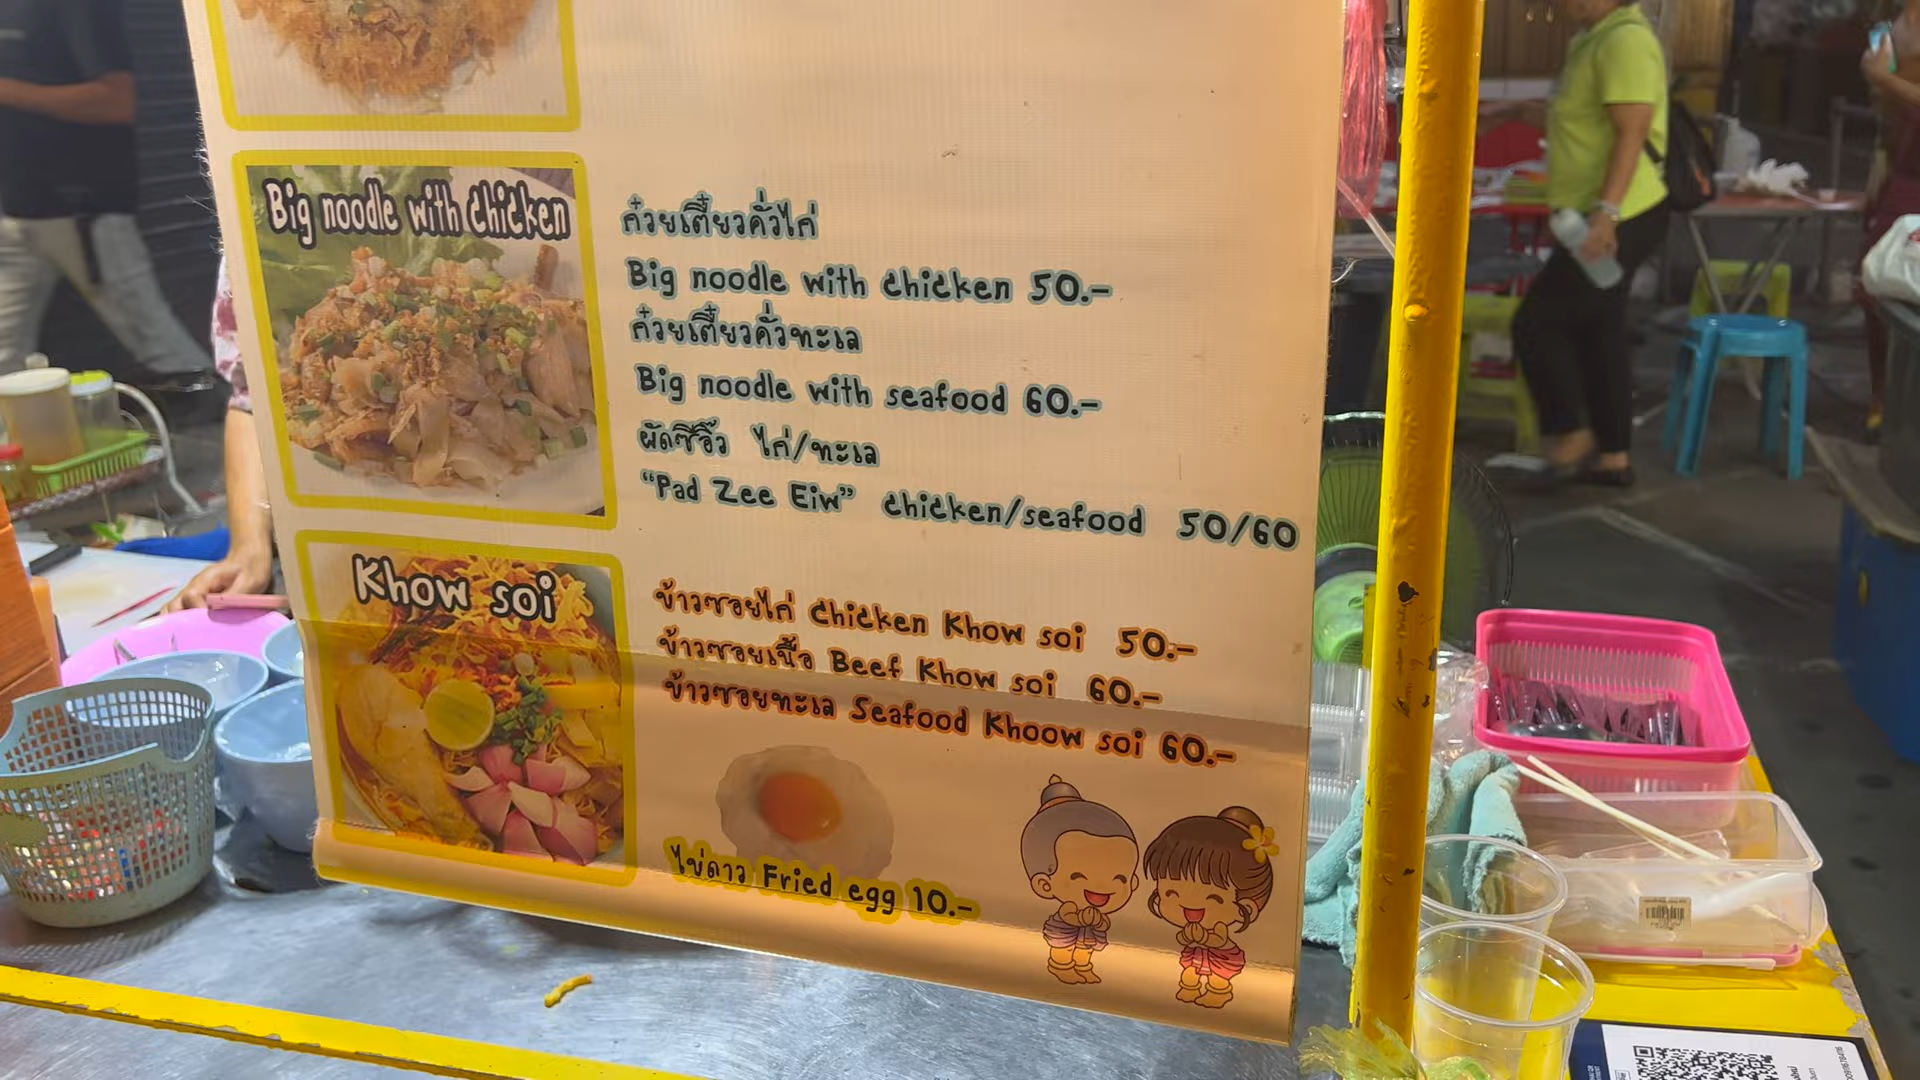 Big noodle with chicken
ก๋วยเตี๋ยวคั่วไก่
Big noodle with chicken 50.-
ก๋วยเตี๋ยวคั่วทะเล
Big noodle with seafood 60.-
ผัดซีอิ๊ว ไก่/ทะเล
“Pad Zee Eiw” chicken/seafood 50/60
Khow soi
ข้าวซอยไก่ Chicken Khow soi 50.-
ข้าวซอยเนื้อ Beef Khow soi 60.-
ข้าวซอยทะเล Seafood Khoow soi 60.-
ไข่ดาว Fried egg 10.-